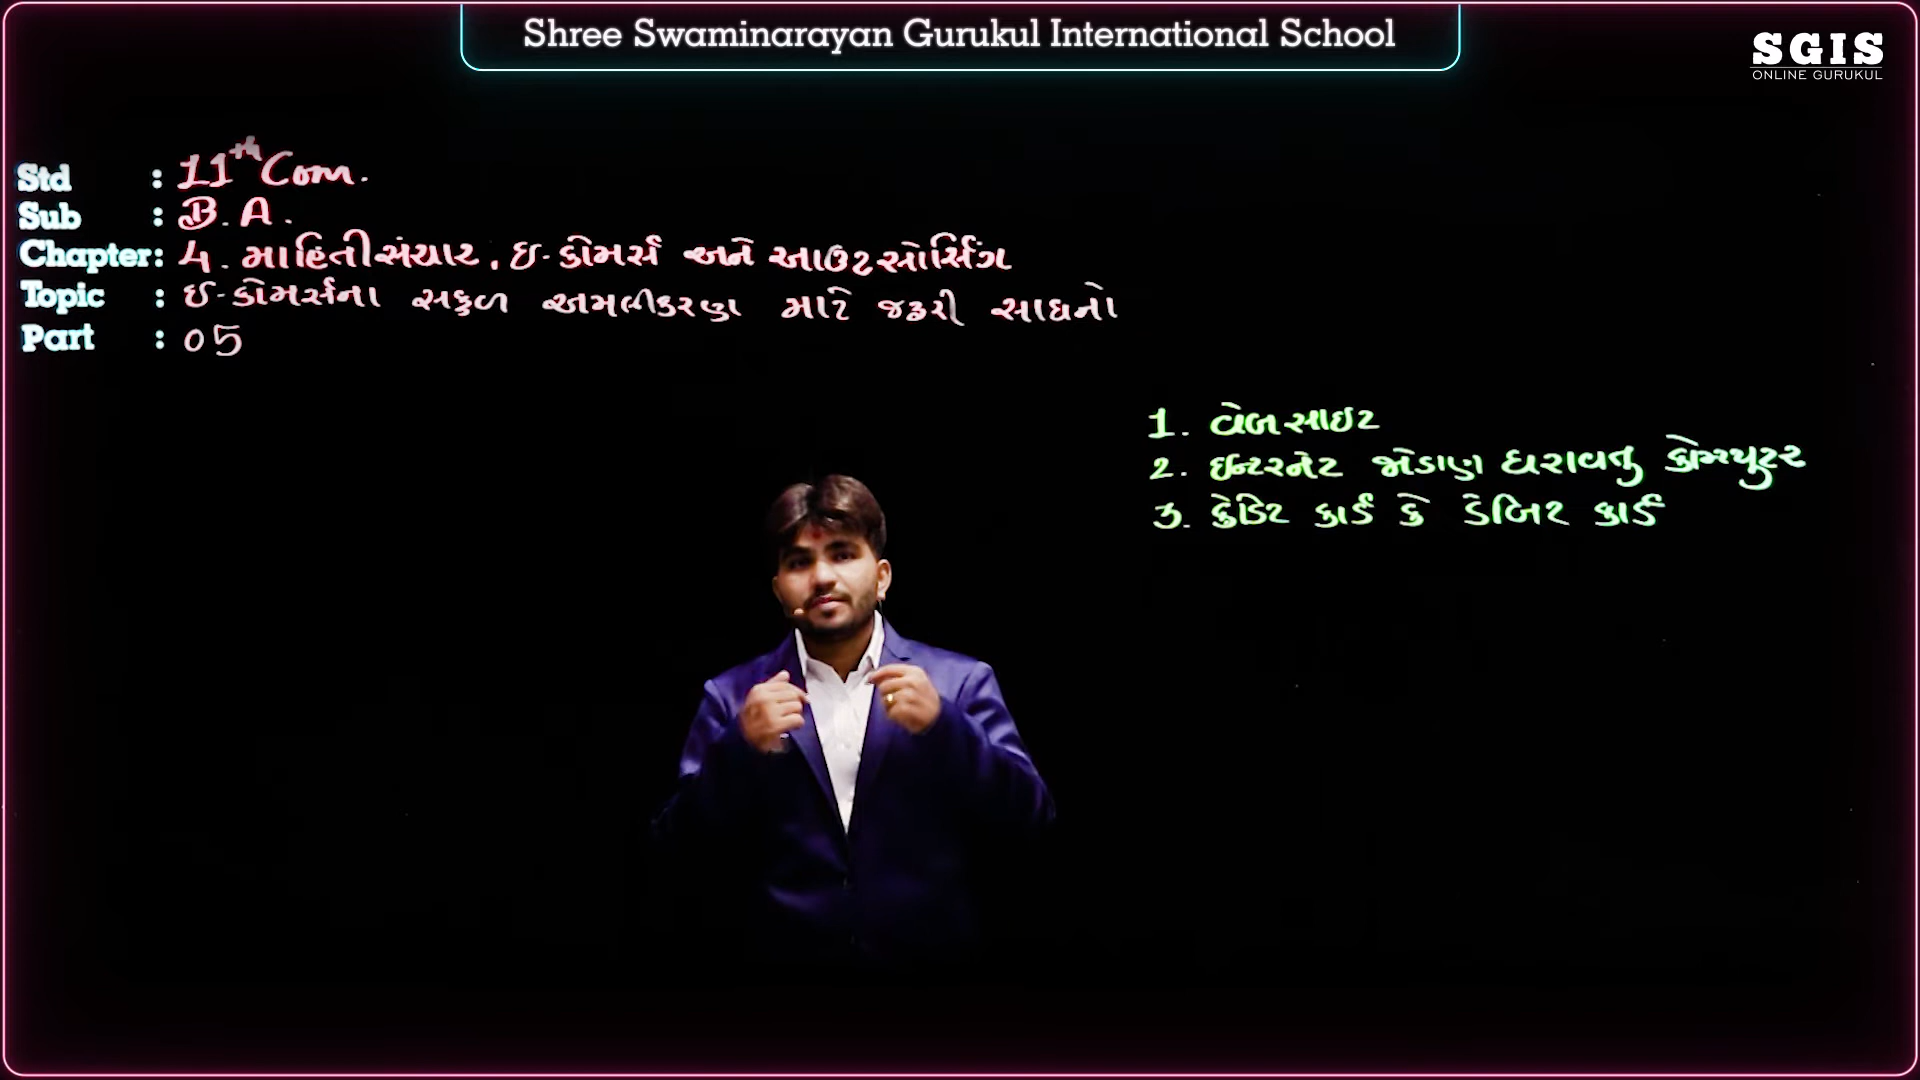 Shree Swaminarayan Gurukul International School
SGIS
ONLINE GURUKUL
Std : 11th Com.
Sub : B.A.
Chapter : 4. માહિતીસંચાર, ઇ-કોમર્સ અને આઉટસોર્સિંગ
Topic : ઈ-કોમર્સના સફળ અમલીકરણ માટે જરૂરી સાધનો
Part : 05
1. વેબસાઇટ
2. ઇન્ટરનેટ જોડાણ ધરાવતુ કોમ્પ્યુટર
3. ક્રેડિટ કાર્ડ કે ડેબિટ કાર્ડ